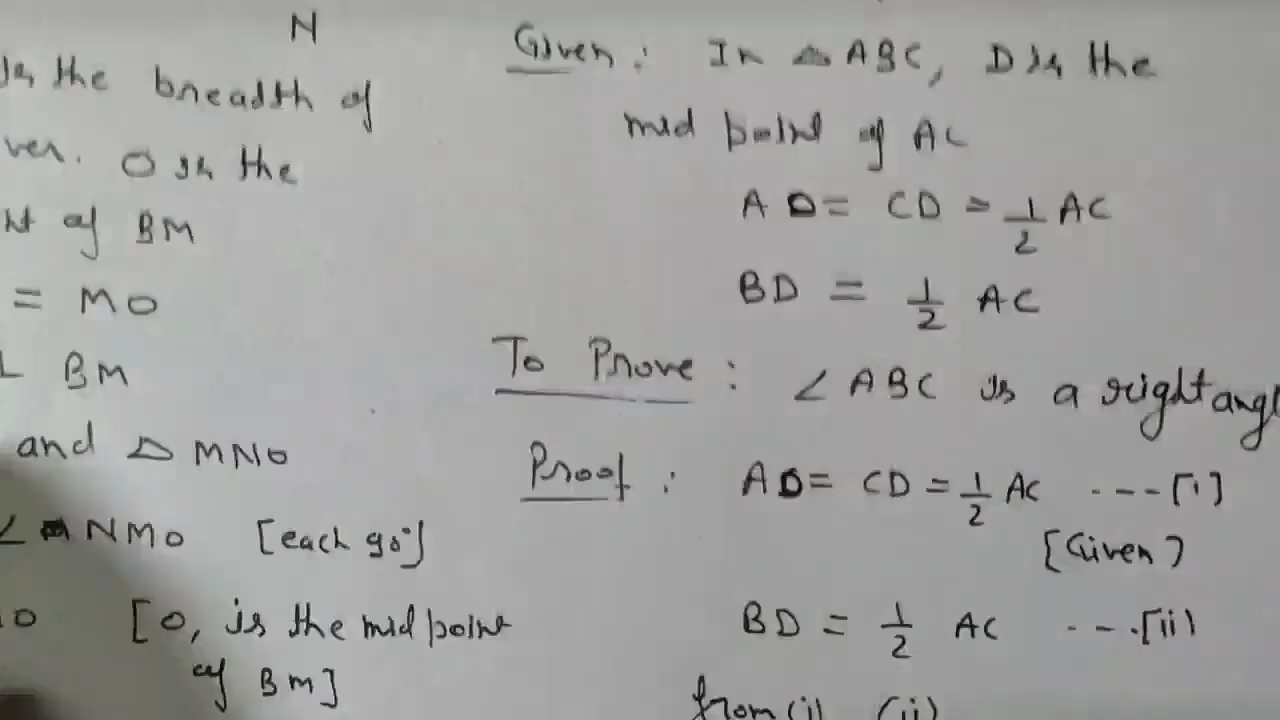 N
is the breadth of
ver. O is the
nt of BM
= MO
⊥ BM
and △ MNO
∠ NMO [each 90°]
[O, is the mid point
of BM]
Given : In △ ABC, D is the
mid point of AC
AD = CD = 1/2 AC
BD = 1/2 AC
To Prove : ∠ ABC is a right angl
Proof : AD = CD = 1/2 AC ---- [i]
[Given]
BD = 1/2 AC ---- [ii]
from (i) (ii)